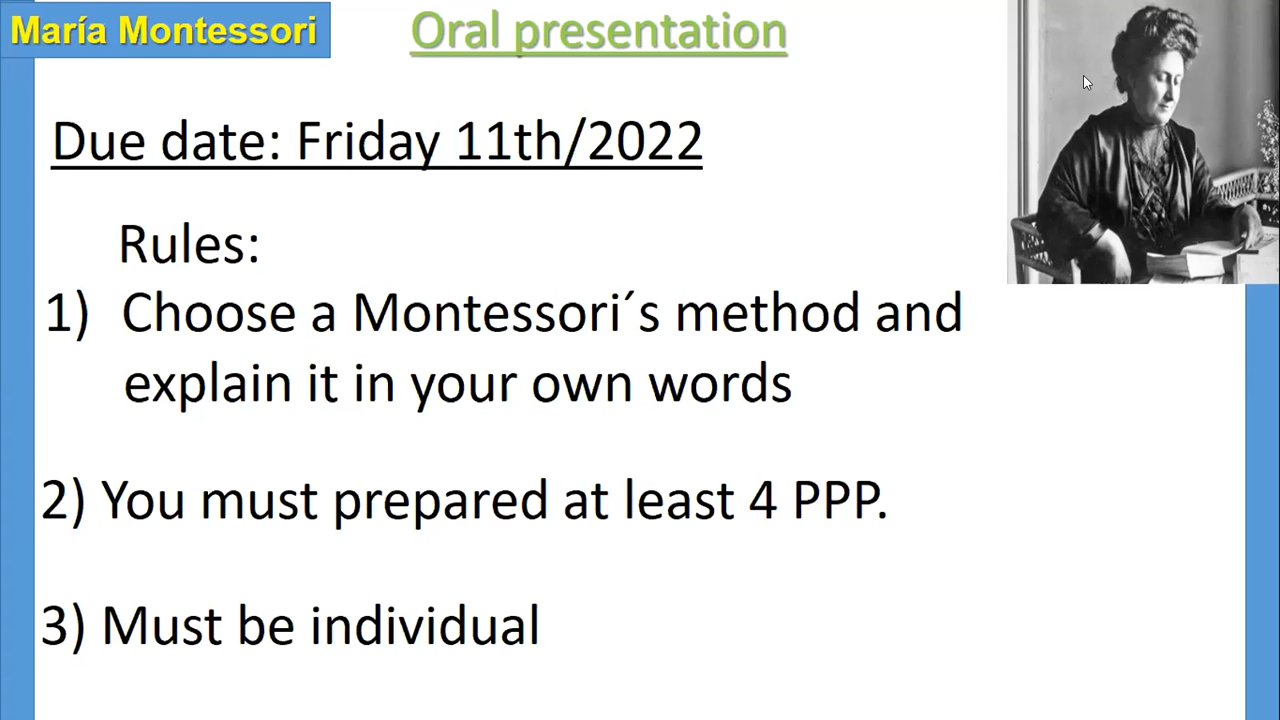 María Montessori
Oral presentation
Due date: Friday 11th/2022
Rules:
1) Choose a Montessori´s method and
explain it in your own words
2) You must prepared at least 4 PPP.
3) Must be individual